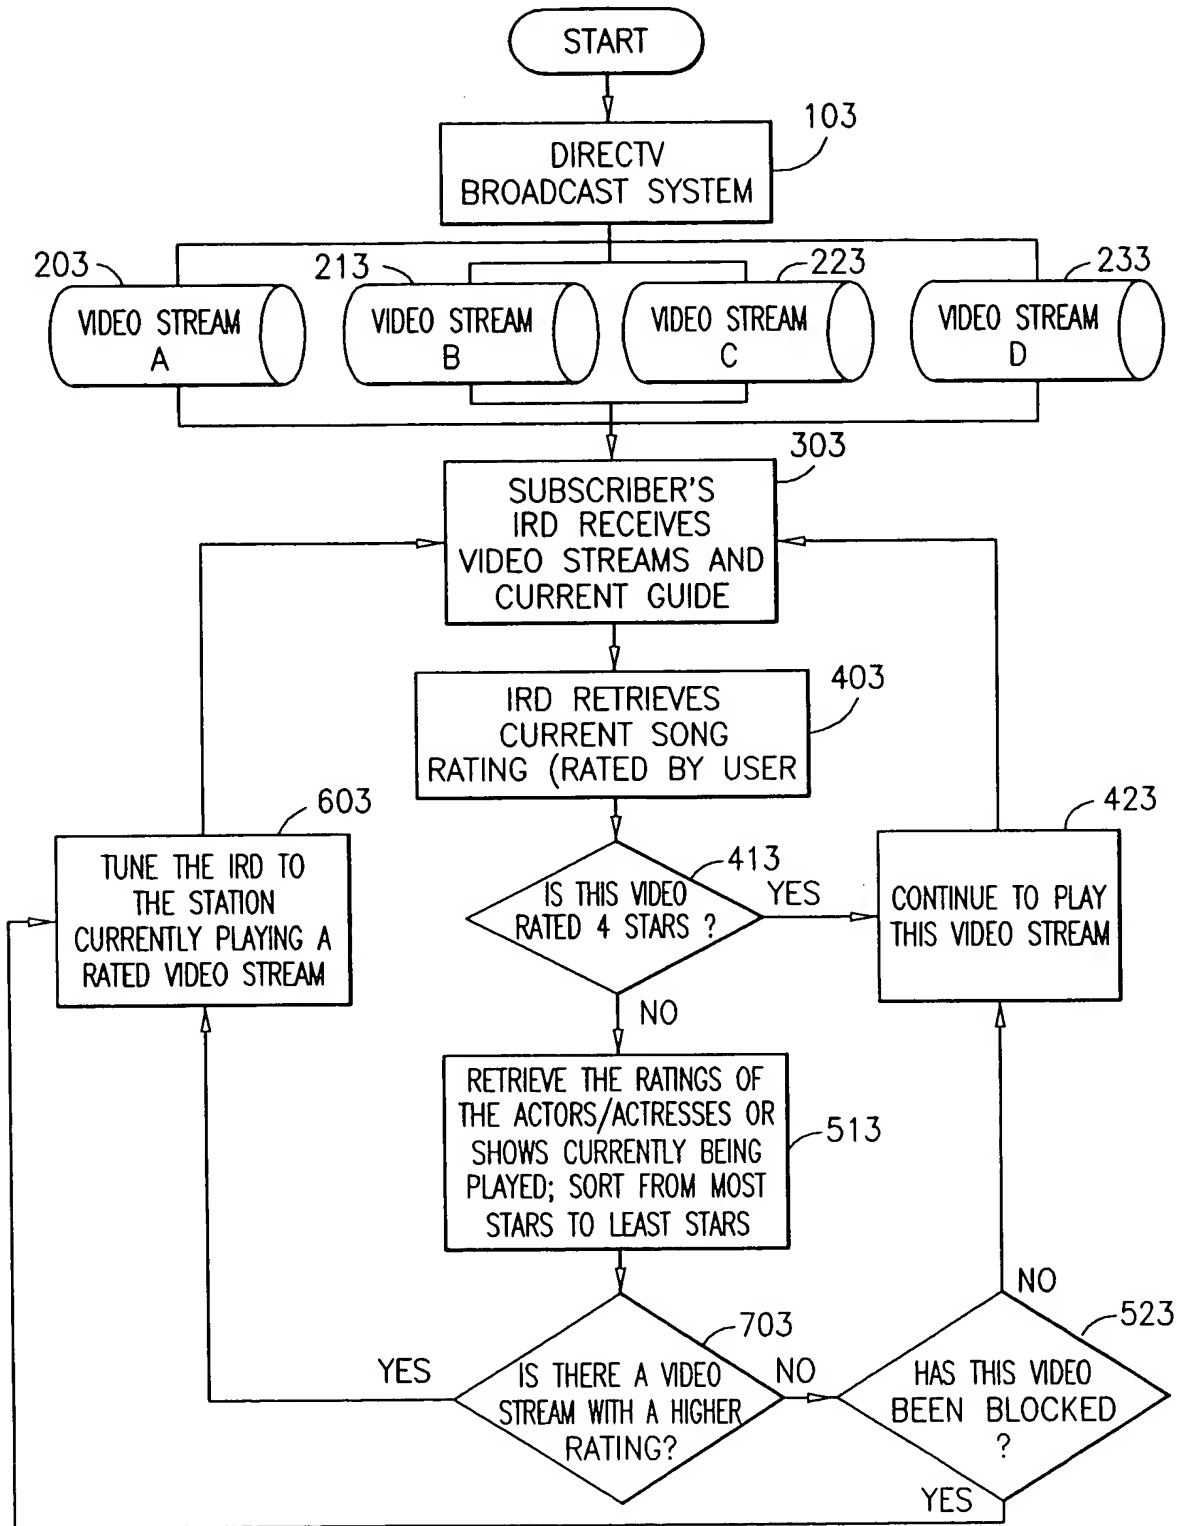 START
103
DIRECTV
BROADCAST SYSTEM
203
213
223
233
VIDEO STREAM
A
VIDEO STREAM
B
VIDEO STREAM
C
VIDEO STREAM
D
303
SUBSCRIBER'S
IRD RECEIVES
VIDEO STREAMS AND
CURRENT GUIDE
403
IRD RETRIEVES
CURRENT SONG
RATING (RATED BY USER
603
TUNE THE IRD TO
THE STATION
CURRENTLY PLAYING A
RATED VIDEO STREAM
413
IS THIS VIDEO
RATED 4 STARS ?
YES
423
CONTINUE TO PLAY
THIS VIDEO STREAM
NO
RETRIEVE THE RATINGS OF
THE ACTORS/ACTRESSES OR
SHOWS CURRENTLY BEING
PLAYED; SORT FROM MOST
STARS TO LEAST STARS
513
703
YES
IS THERE A VIDEO
STREAM WITH A HIGHER
RATING?
NO
NO
523
HAS THIS VIDEO
BEEN BLOCKED
?
YES